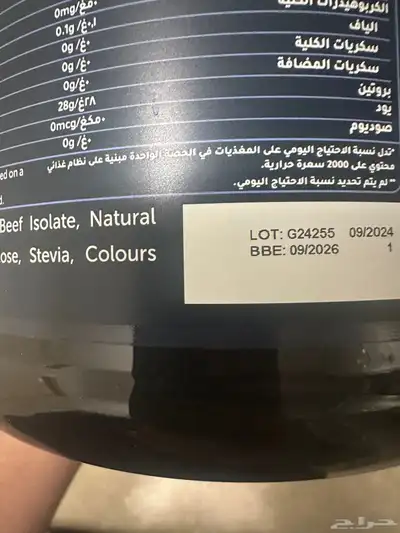 الكربوهيدرات الكلية ٠مغ/0mg
الياف ٠,١غ/0.1g
سكريات الكلية ٠غ/0g
سكريات المضافة ٠غ/0g
بروتين ٠غ/0g
يود ٢٨غ/28g
صوديوم ٠مكغ/0mcg
٠غ/0g
*تدل نسبة الاحتياج اليومي على المغذيات في الحصة الواحدة مبنية على نظام غذائي
محتوي على 2000 سعرة حرارية.
** لم يتم تحديد نسبة الاحتياج اليومي.
ed on a
d.
Beef Isolate, Natural
ose, Stevia, Colours
LOT: G24255 09/2024
BBE: 09/2026 1
حراج